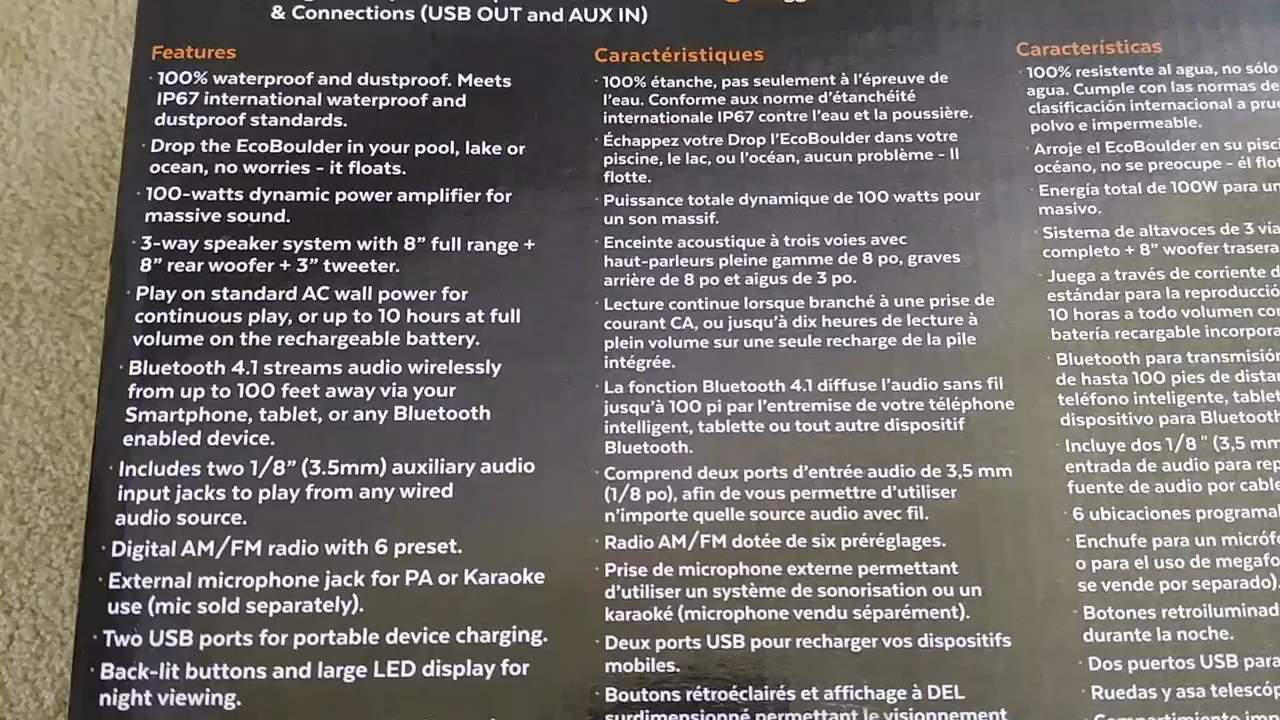 & Connections (USB OUT and AUX IN)
Features
· 100% waterproof and dustproof. Meets
IP67 international waterproof and
dustproof standards.
· Drop the EcoBoulder in your pool, lake or
ocean, no worries - it floats.
· 100-watts dynamic power amplifier for
massive sound.
· 3-way speaker system with 8” full range +
8” rear woofer + 3” tweeter.
· Play on standard AC wall power for
continuous play, or up to 10 hours at full
volume on the rechargeable battery.
· Bluetooth 4.1 streams audio wirelessly
from up to 100 feet away via your
Smartphone, tablet, or any Bluetooth
enabled device.
· Includes two 1/8” (3.5mm) auxiliary audio
input jacks to play from any wired
audio source.
· Digital AM/FM radio with 6 preset.
· External microphone jack for PA or Karaoke
use (mic sold separately).
· Two USB ports for portable device charging.
· Back-lit buttons and large LED display for
night viewing.
Caractéristiques
· 100% étanche, pas seulement à l’épreuve de
l’eau. Conforme aux norme d’étanchéité
internationale IP67 contre l’eau et la poussière.
· Échappez votre Drop l’EcoBoulder dans votre
piscine, le lac, ou l’océan, aucun problème - Il
flotte.
· Puissance totale dynamique de 100 watts pour
un son massif.
· Enceinte acoustique à trois voies avec
haut-parleurs pleine gamme de 8 po, graves
arrière de 8 po et aigus de 3 po.
· Lecture continue lorsque branché à une prise de
courant CA, ou jusqu’à dix heures de lecture à
plein volume sur une seule recharge de la pile
intégrée.
· La fonction Bluetooth 4.1 diffuse l’audio sans fil
jusqu’à 100 pi par l’entremise de votre téléphone
intelligent, tablette ou tout autre dispositif
Bluetooth.
· Comprend deux ports d’entrée audio de 3,5 mm
(1/8 po), afin de vous permettre d’utiliser
n’importe quelle source audio avec fil.
· Radio AM/FM dotée de six préréglages.
· Prise de microphone externe permettant
d’utiliser un système de sonorisation ou un
karaoké (microphone vendu séparément).
· Deux ports USB pour recharger vos dispositifs
mobiles.
· Boutons rétroéclairés et affichage à DEL
surdimensionné permettant le visionnement
Características
· 100% resistente al agua, no sólo
agua. Cumple con las normas de
clasificación internacional a
polvo e impermeable.
· Arroje el EcoBoulder en su
océano, no se preocupe - él
· Energía total de 100W para
masivo.
· Sistema de altavoces de 3
completo + 8” woofer
· Juega a través de corriente
estándar para la
10 horas a todo volumen
batería recargable
· Bluetooth para
de hasta 100 pies de
teléfono inteligente,
dispositivo para Bluetooth
· Incluye dos 1/8 " (3,5
entrada de audio para
fuente de audio por cable
· 6 ubicaciones
· Enchufe para un
o para el uso de
se vende por separado)
· Botones
durante la noche.
· Dos puertos USB para
· Ruedas y asa